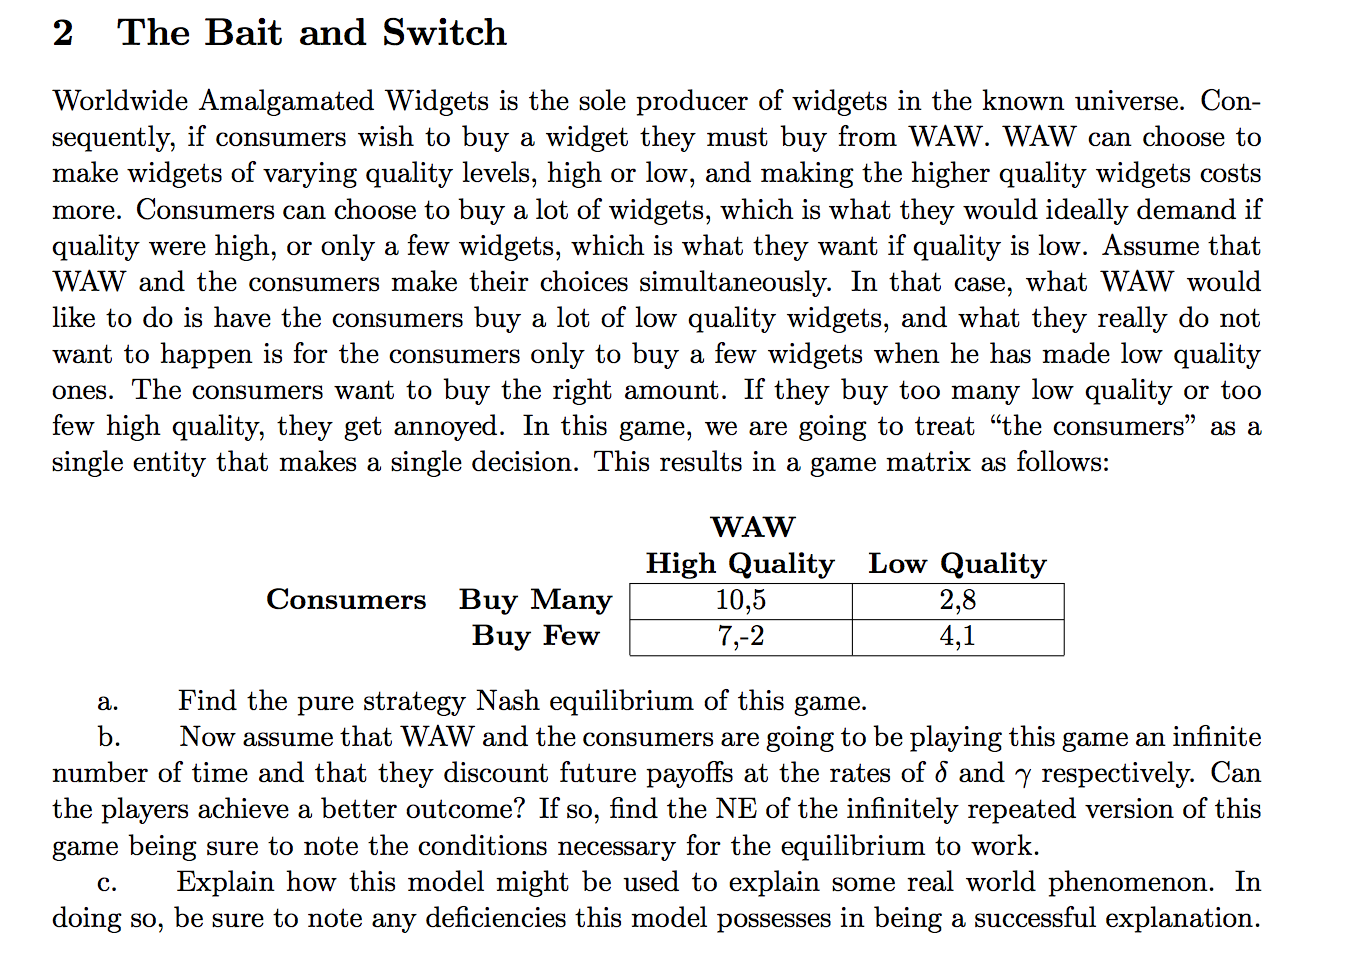 2 The Bait and Switch
Worldwide Amalgamated Widgets is the sole producer of widgets in the known universe. Con-
sequently, if consumers wish to buy a widget they must buy from WAW. WAW can choose to
make widgets of varying quality levels, high or low, and making the higher quality widgets costs
more. Consumers can choose to buy a lot of widgets, which is what they would ideally demand if
quality were high, or only a few widgets, which is what they want if quality is low. Assume that
WAW and the consumers make their choices simultaneously. In that case, what WAW would
like to do is have the consumers buy a lot of low quality widgets, and what they really do not
want to happen is for the consumers only to buy a few widgets when he has made low quality
ones. The consumers want to buy the right amount. If they buy too many low quality or too
few high quality, they get annoyed. In this game, we are going to treat “the consumers” as a
single entity that makes a single decision. This results in a game matrix as follows:
WAW
High Quality Low Quality
Consumers Buy Many 10,5 2,8
Buy Few 7,-2 4,1
a. Find the pure strategy Nash equilibrium of this game.
b. Now assume that WAW and the consumers are going to be playing this game an infinite
number of time and that they discount future payoffs at the rates of δ and γ respectively. Can
the players achieve a better outcome? If so, find the NE of the infinitely repeated version of this
game being sure to note the conditions necessary for the equilibrium to work.
c. Explain how this model might be used to explain some real world phenomenon. In
doing so, be sure to note any deficiencies this model possesses in being a successful explanation.